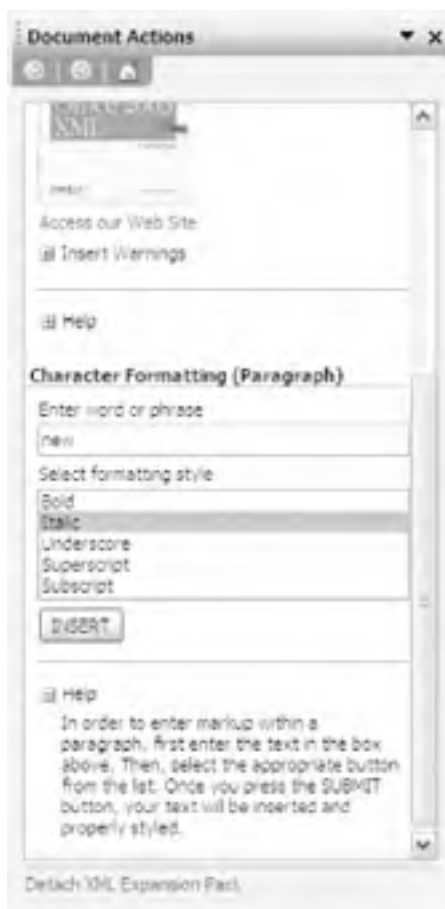 Document Actions
XML
Access our Web Site
Insert Warnings
Help
Character Formatting (Paragraph)
Enter word or phrase
new
Select formatting style
Bold
Italic
Underscore
Superscript
Subscript
INSERT
Help
In order to enter markup within a
paragraph, first enter the text in the box
above. Then, select the appropriate button
from the list. Once you press the SUBMIT
button, your text will be inserted and
properly styled.
Detach XML Expansion Pack